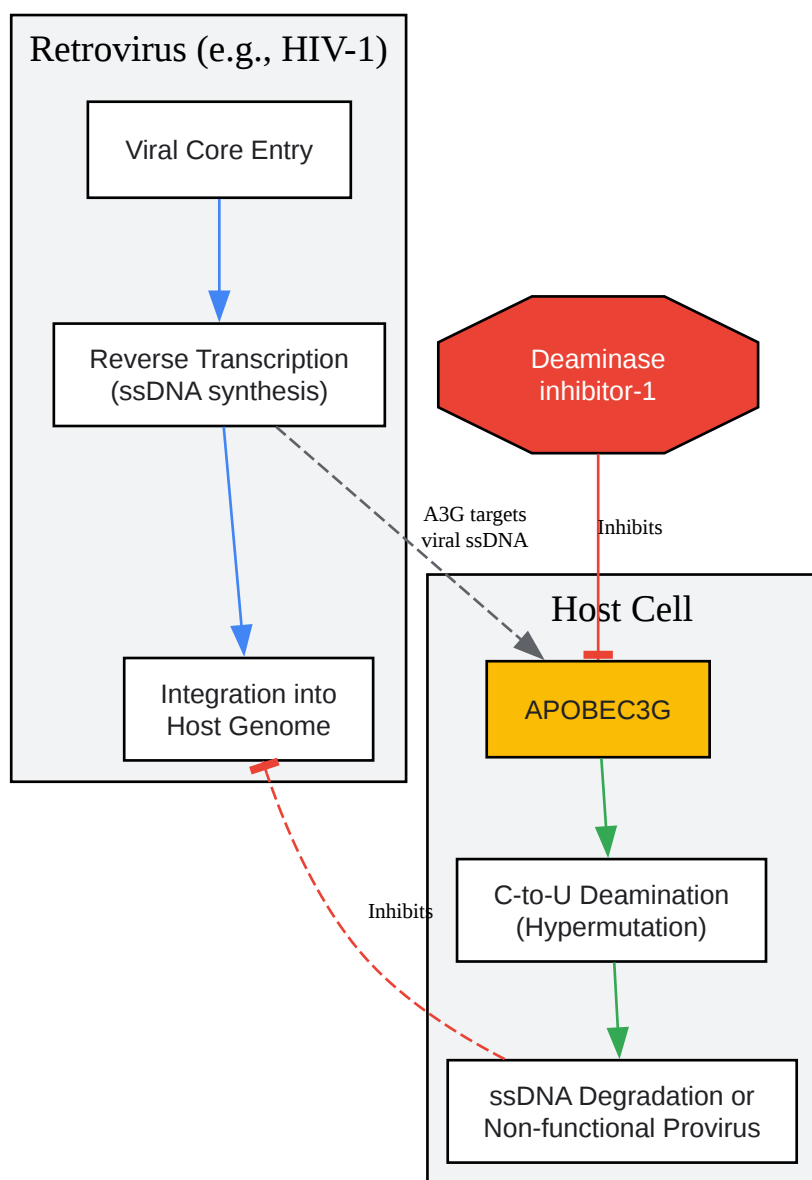 Retrovirus (e.g., HIV-1)
Viral Core Entry
Reverse Transcription
(ssDNA synthesis)
Deaminase
inhibitor-1
A3G targets
viral ssDNA
Inhibits
Host Cell
Integration into
Host Genome
APOBEC3G
C-to-U Deamination
(Hypermutation)
Inhibits
ssDNA Degradation or
Non-functional Provirus